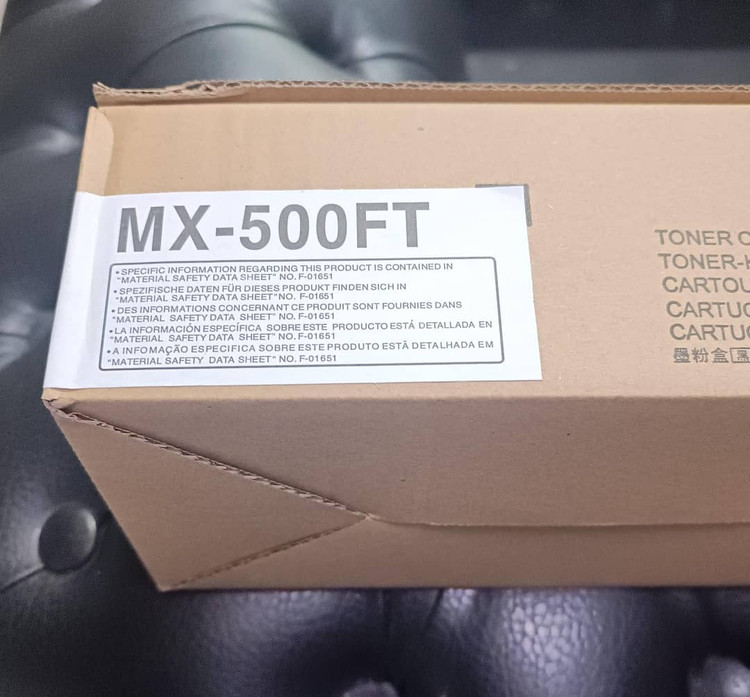 MX-500FT
• SPECIFIC INFORMATION REGARDING THIS PRODUCT IS CONTAINED IN
"MATERIAL SAFETY DATA SHEET" NO. F-01651
• SPEZIFISCHE DATEN FÜR DIESES PRODUKT FINDEN SICH IN
"MATERIAL SAFETY DATA SHEET"NO. F-01651
• DES INFORMATIONS CONCERNANT CE PRODUIT SONT FOURNIES DANS
"MATERIAL SAFETY DATA SHEET" NO. F-01651
• LA INFORMACIÓN ESPECÍFICA SOBRE ESTE PRODUCTO ESTÁ DETALLADA EN
"MATERIAL SAFETY DATA SHEET" NO. F-01651
• A INFOMAÇÃO ESPECIFICA SOBRE ESTE PRODUTO ESTÃ DETALHADA EM
"MATERIAL SAFETY DATA SHEET" NO. F-01651
TONER C
TONER-K
CARTOU
CARTUC
CARTUC
墨粉盒